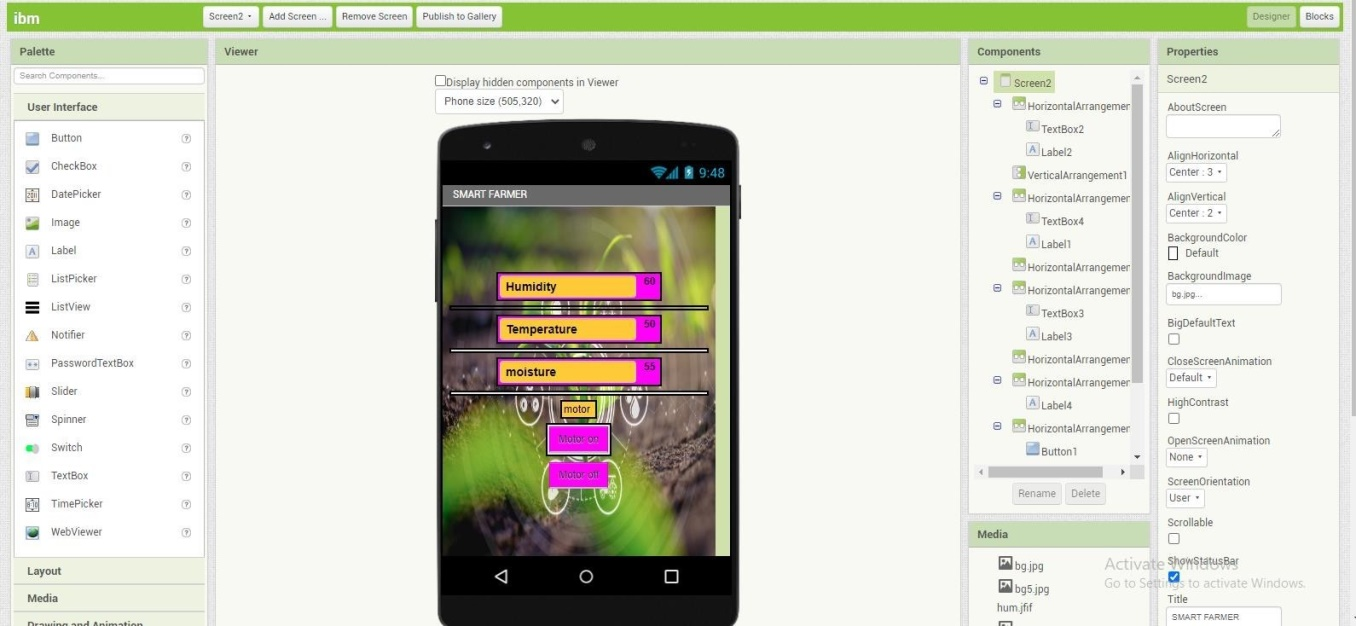 ibm
Screen2
Add Screen ...
Remove Screen
Publish to Gallery
Designer
Blocks
Palette
Search Components...
User Interface
Button
CheckBox
DatePicker
Image
Label
ListPicker
ListView
Notifier
PasswordTextBox
Slider
Spinner
Switch
TextBox
TimePicker
WebViewer
Layout
Media
Drawing and Animation
Viewer
Display hidden components in Viewer
Phone size (505,320)
9:48
SMART FARMER
Humidity
60
Temperature
50
moisture
55
motor
Motor on
Motor off
Components
Screen2
HorizontalArrangemer
TextBox2
Label2
VerticalArrangement1
HorizontalArrangemer
TextBox4
Label1
HorizontalArrangemer
HorizontalArrangemer
TextBox3
Label3
HorizontalArrangemer
HorizontalArrangemer
Label4
HorizontalArrangemer
Button1
Rename
Delete
Media
bg.jpg
bg5.jpg
hum.jfif
Properties
Screen2
AboutScreen
AlignHorizontal
Center : 3
AlignVertical
Center : 2
BackgroundColor
Default
BackgroundImage
bg.jpg...
BigDefaultText
CloseScreenAnimation
Default
HighContrast
OpenScreenAnimation
None
ScreenOrientation
User
Scrollable
ShowStatusBar
Title
SMART FARMER
Activate Windows
Go to Settings to activate Windows.